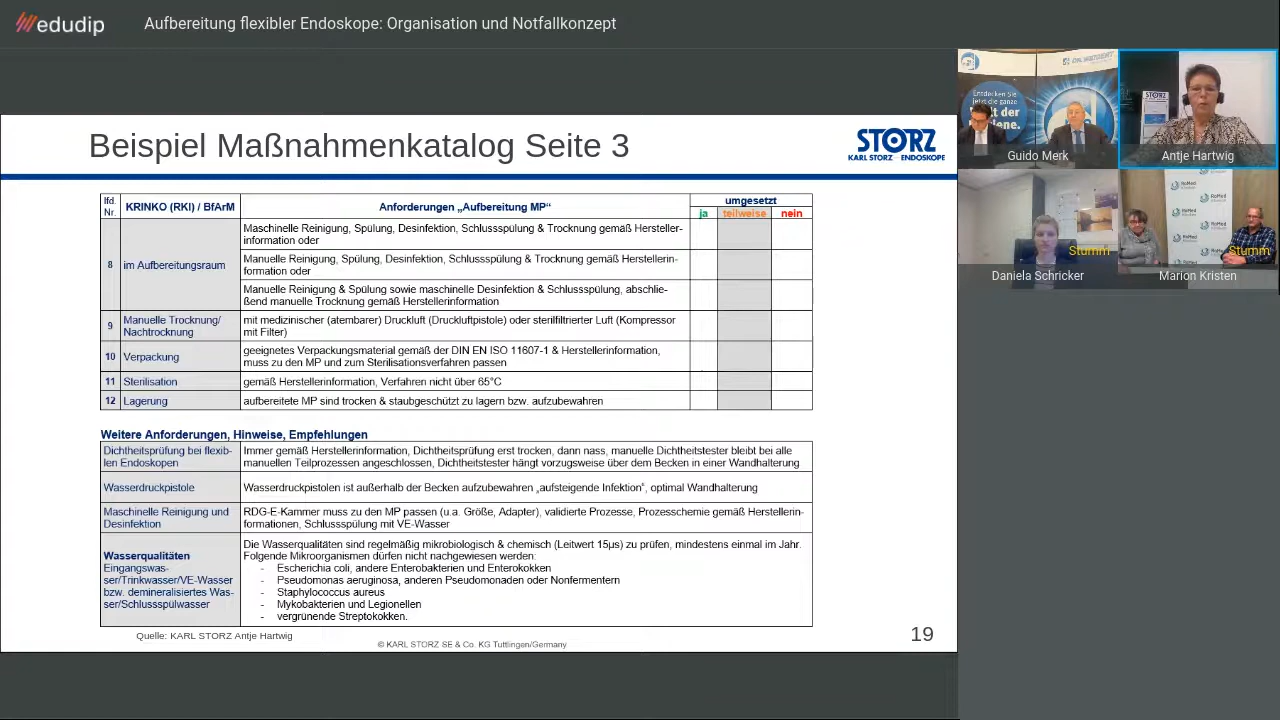 edudip
Aufbereitung flexibler Endoskope: Organisation und Notfallkonzept
Beispiel Maßnahmenkatalog Seite 3
STORZ
KARL STORZ — ENDOSKOPE
lfd. Nr.
KRINKO (RKI) / BfArM
Anforderungen „Aufbereitung MP“
umgesetzt
ja teilweise nein
8 im Aufbereitungsraum
Maschinelle Reinigung, Spülung, Desinfektion, Schlussspülung & Trocknung gemäß Hersteller-
information oder
Manuelle Reinigung, Spülung, Desinfektion, Schlussspülung & Trocknung gemäß Herstellerin-
formation oder
Manuelle Reinigung & Spülung sowie maschinelle Desinfektion & Schlussspülung, abschlie-
ßend manuelle Trocknung gemäß Herstellerinformation
9 Manuelle Trocknung/
Nachtrocknung
mit medizinischer (atembarer) Druckluft (Druckluftpistole) oder sterilfiltrierter Luft (Kompressor
mit Filter)
10 Verpackung
geeignetes Verpackungsmaterial gemäß der DIN EN ISO 11607-1 & Herstellerinformation,
muss zu den MP und zum Sterilisationsverfahren passen
11 Sterilisation gemäß Herstellerinformation, Verfahren nicht über 65°C
12 Lagerung aufbereitete MP sind trocken & staubgeschützt zu lagern bzw. aufzubewahren
Weitere Anforderungen, Hinweise, Empfehlungen
Dichtheitsprüfung bei flexib-
len Endoskopen
Immer gemäß Herstellerinformation, Dichtheitsprüfung erst trocken, dann nass, manuelle Dichtheitstester bleibt bei alle
manuellen Teilprozessen angeschlossen, Dichtheitstester hängt vorzugsweise über dem Becken in einer Wandhalterung
Wasserdruckpistole
Wasserdruckpistolen ist außerhalb der Becken aufzubewahren „aufsteigende Infektion“, optimal Wandhalterung
Maschinelle Reinigung und
Desinfektion
RDG-E-Kammer muss zu den MP passen (u.a. Größe, Adapter), validierte Prozesse, Prozesschemie gemäß Herstellerin-
formationen, Schlussspülung mit VE-Wasser
Wasserqualitäten
Eingangswas-
ser/Trinkwasser/VE-Wasser
bzw. demineralisiertes Was-
ser/Schlussspülwasser
Die Wasserqualitäten sind regelmäßig mikrobiologisch & chemisch (Leitwert 15µs) zu prüfen, mindestens einmal im Jahr.
Folgende Mikroorganismen dürfen nicht nachgewiesen werden:
- Escherichia coli, andere Enterobakterien und Enterokokken
- Pseudomonas aeruginosa, anderen Pseudomonaden oder Nonfermentern
- Staphylococcus aureus
- Mykobakterien und Legionellen
- vergrünende Streptokokken.
Quelle: KARL STORZ Antje Hartwig
© KARL STORZ SE & Co. KG Tuttlingen/Germany
19
Entdecken Sie
jetzt die ganze
Guido Merk
STORZ
Antje Hartwig
Stumm
Daniela Schricker
RoMed
Stumm
Marion Kristen